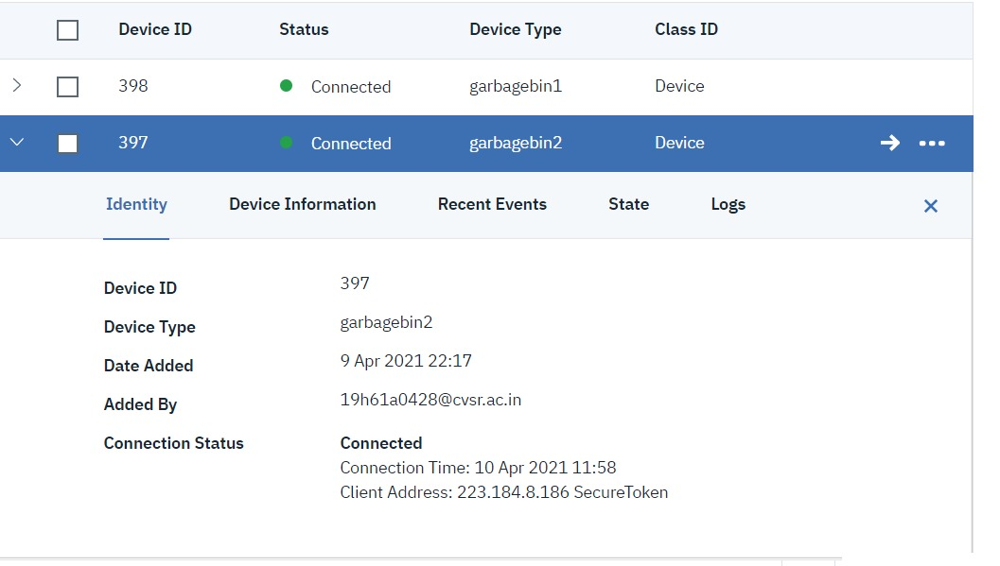 Device ID Status Device Type Class ID
398 Connected garbagebin1 Device
397 Connected garbagebin2 Device
Identity Device Information Recent Events State Logs
Device ID 397
Device Type garbagebin2
Date Added 9 Apr 2021 22:17
Added By 19h61a0428@cvsr.ac.in
Connection Status Connected
Connection Time: 10 Apr 2021 11:58
Client Address: 223.184.8.186 SecureToken